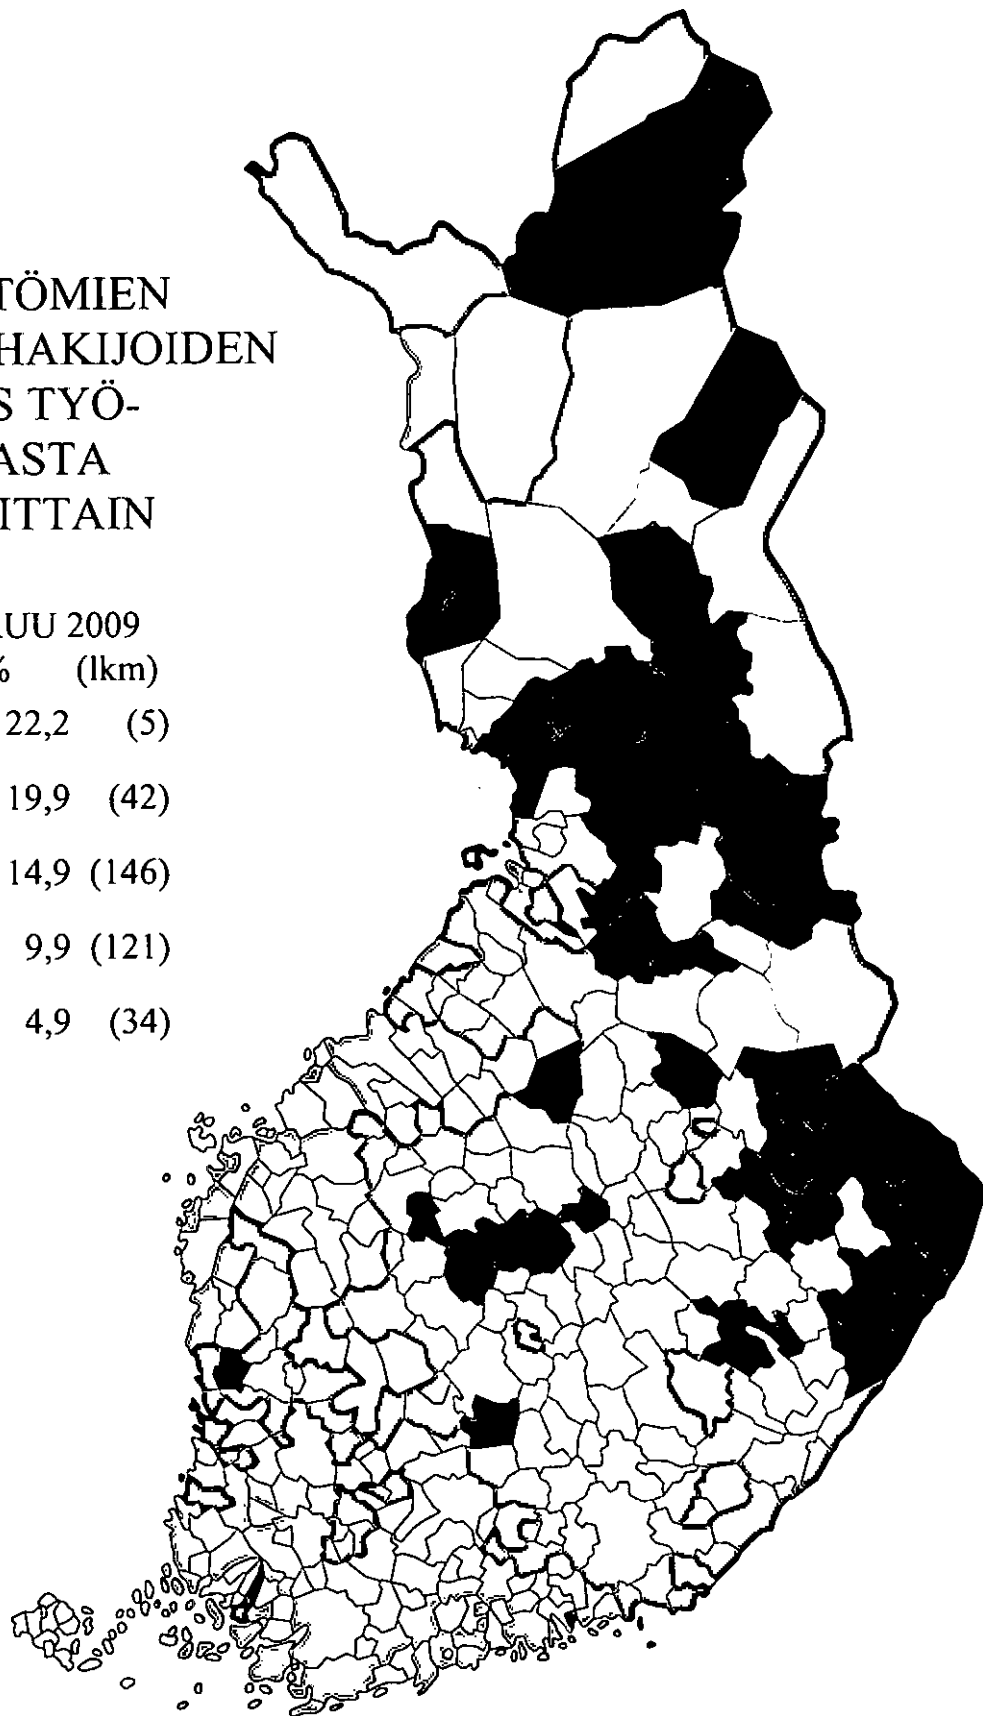 TÖMIEN
HAKIJOIDEN
S TYÖ-
ASTA
ITTAIN
UU 2009
% (lkm)
22,2 (5)
19,9 (42)
14,9 (146)
9,9 (121)
4,9 (34)